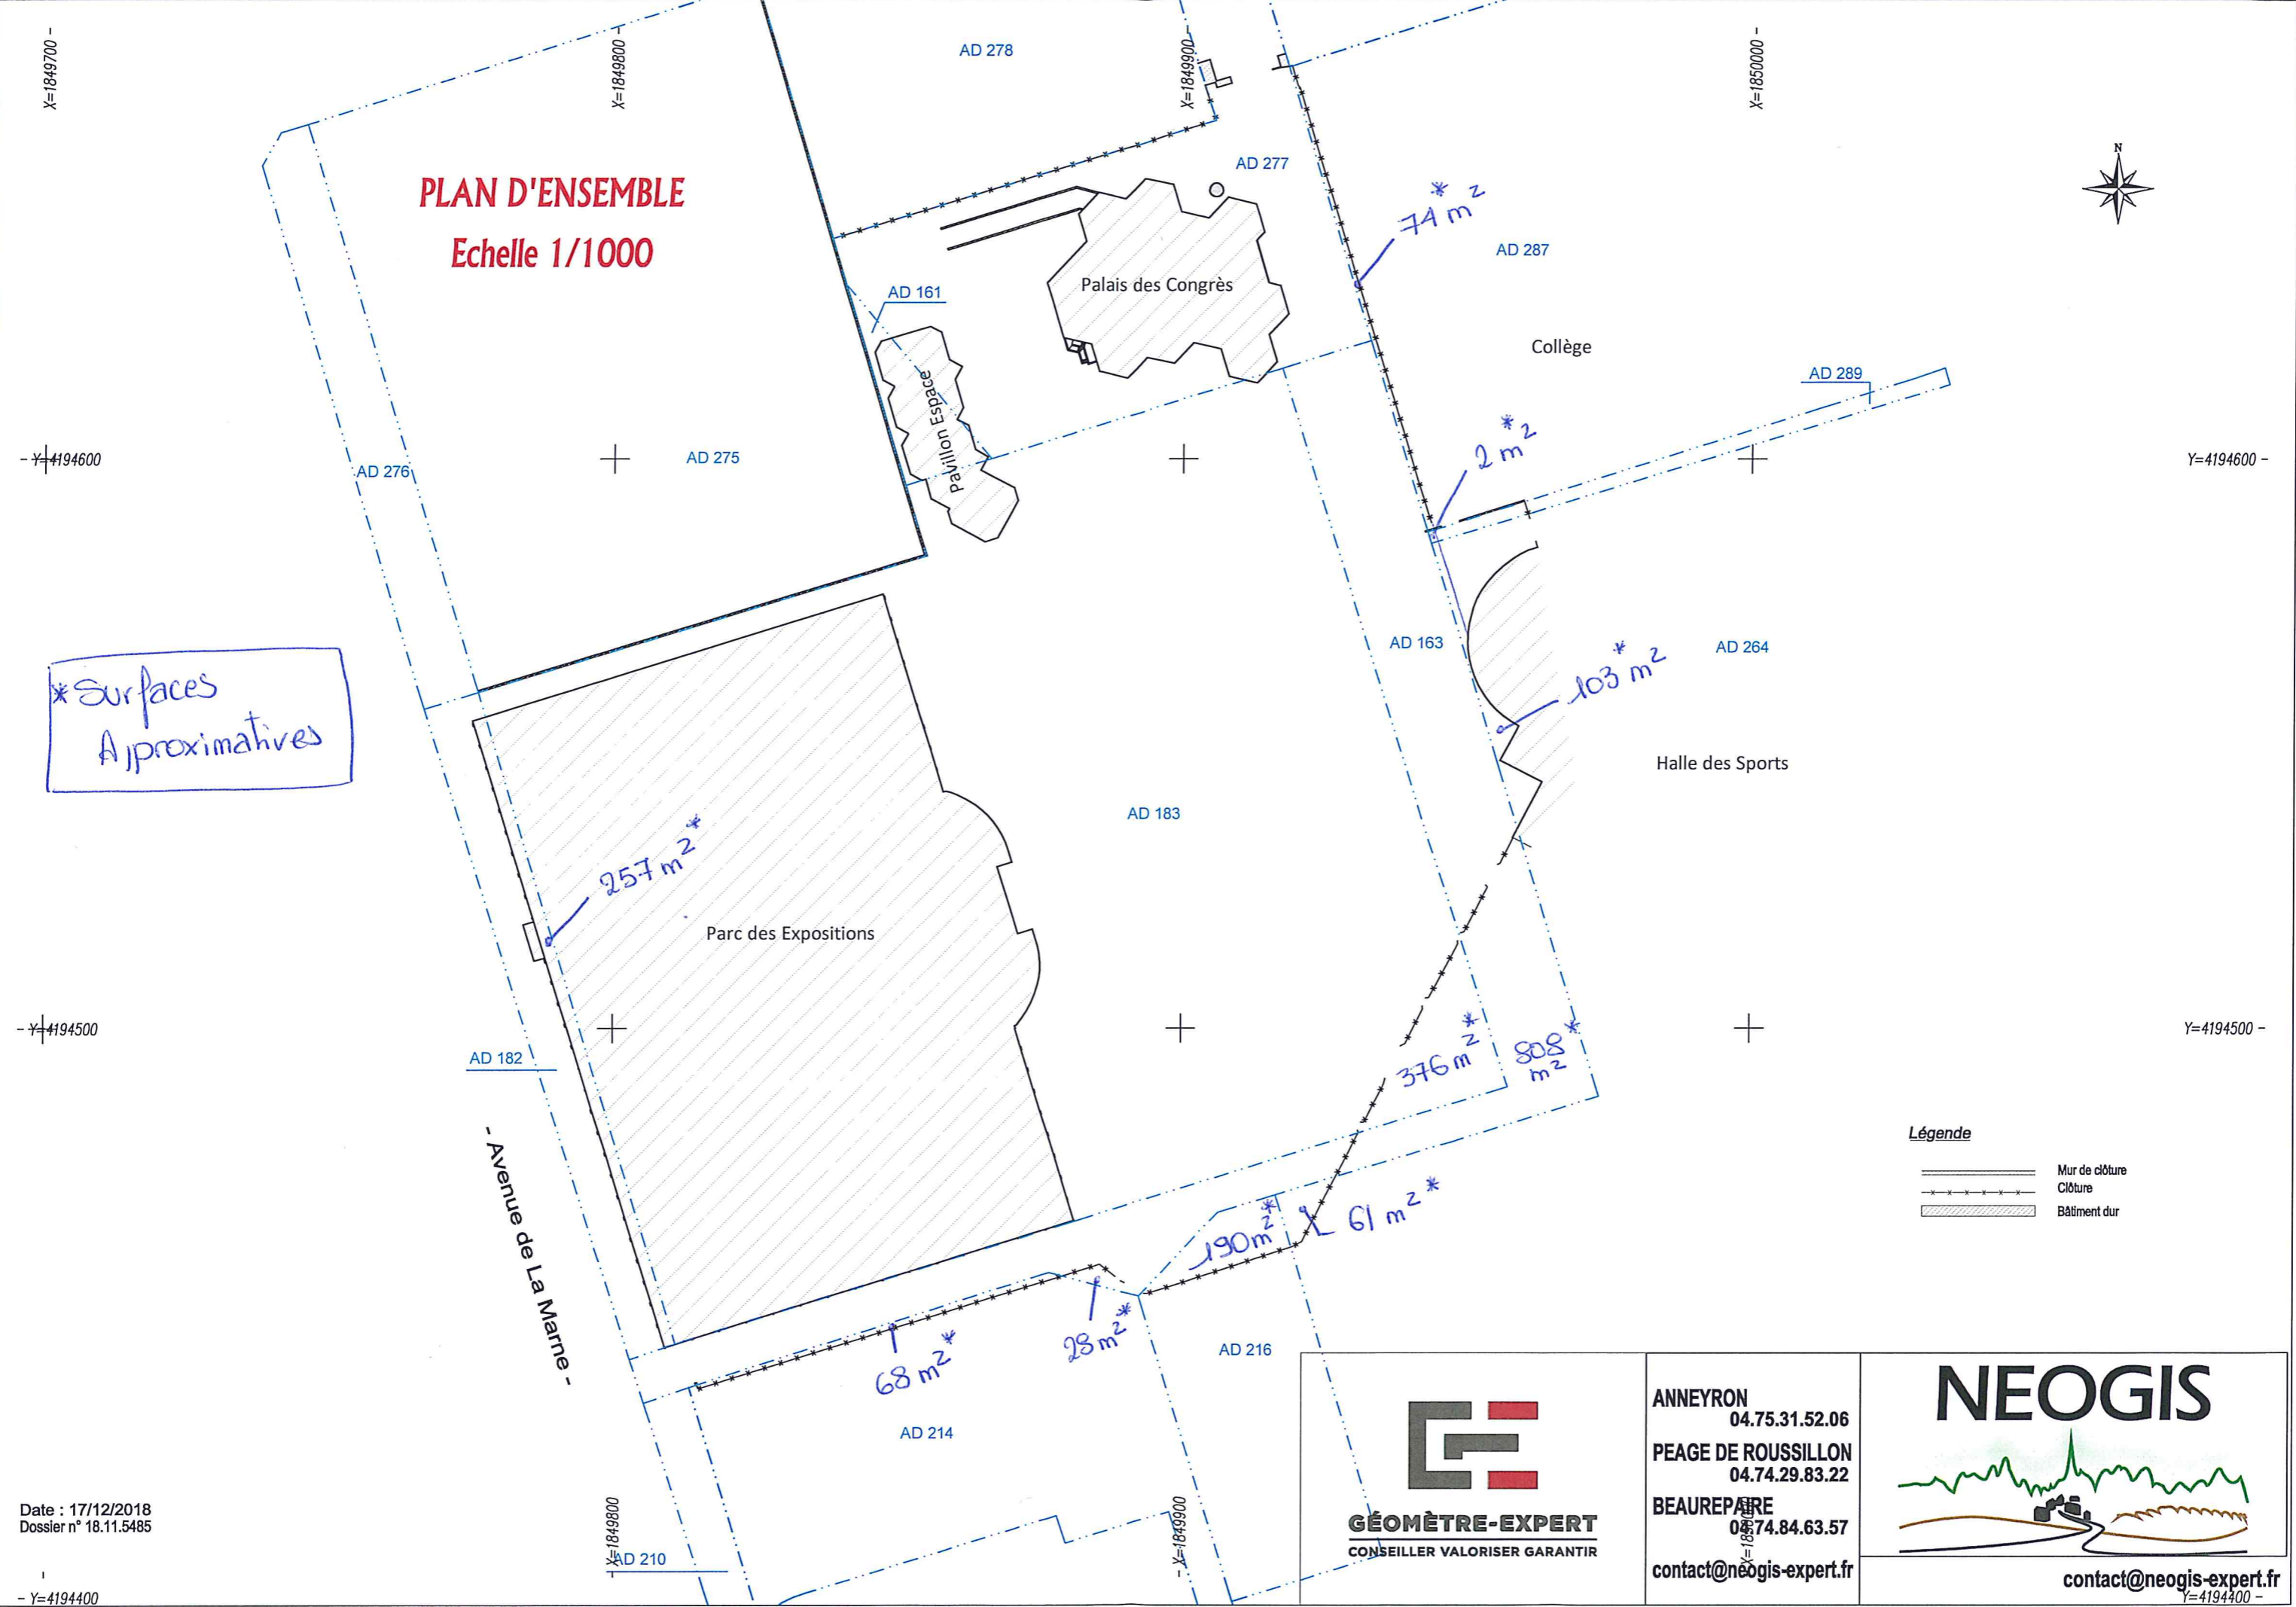 X=1849700 -
X=1849800 -
X=1849900 -
X=1850000 -
AD 278
AD 277
N
PLAN D'ENSEMBLE
Echelle 1/1000
74 m² *
AD 287
Palais des Congrès
AD 161
Collège
AD 289
Pavillon Espace
2 m² *
- Y=4194600
AD 276
AD 275
Y=4194600 -
AD 163
AD 264
103 m² *
* Surfaces
Approximatives
Halle des Sports
AD 183
257 m² *
Parc des Expositions
- Y=4194500
Y=4194500 -
AD 182
376 m² *
808 *
m²
- Avenue de La Marne -
Légende
Mur de clôture
Clôture
Bâtiment dur
190 m² *
61 m² *
28 m² *
68 m² *
AD 216
AD 214
AD 210
X=1849800
- X=1849900
Date : 17/12/2018
Dossier n° 18.11.5485
- Y=4194400
GÉOMÈTRE-EXPERT
CONSEILLER VALORISER GARANTIR
ANNEYRON
04.75.31.52.06
PEAGE DE ROUSSILLON
04.74.29.83.22
BEAUREPAIRE
04.74.84.63.57
contact@neogis-expert.fr
NEOGIS
contact@neogis-expert.fr
Y=4194400 -